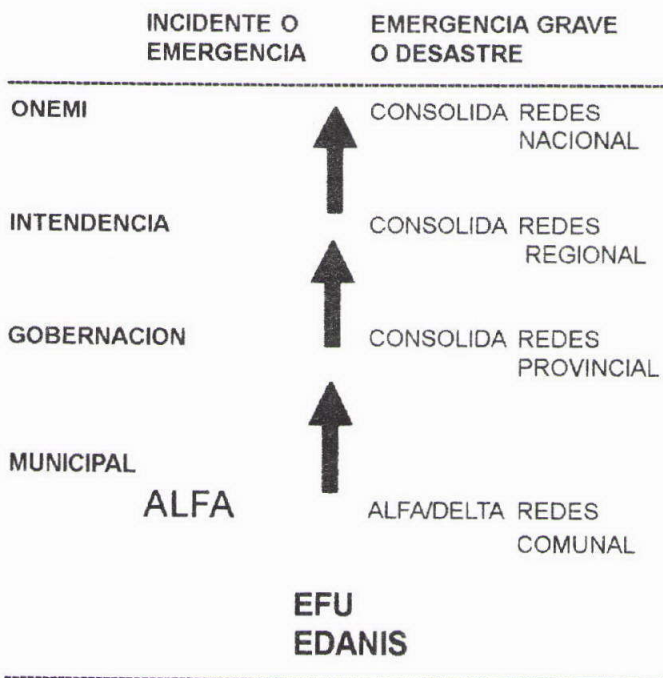 INCIDENTE O EMERGENCIA GRAVE
EMERGENCIA O DESASTRE
ONEMI CONSOLIDA REDES
NACIONAL
INTENDENCIA CONSOLIDA REDES
REGIONAL
GOBERNACION CONSOLIDA REDES
PROVINCIAL
MUNICIPAL
ALFA ALFA/DELTA REDES
COMUNAL
EFU
EDANIS